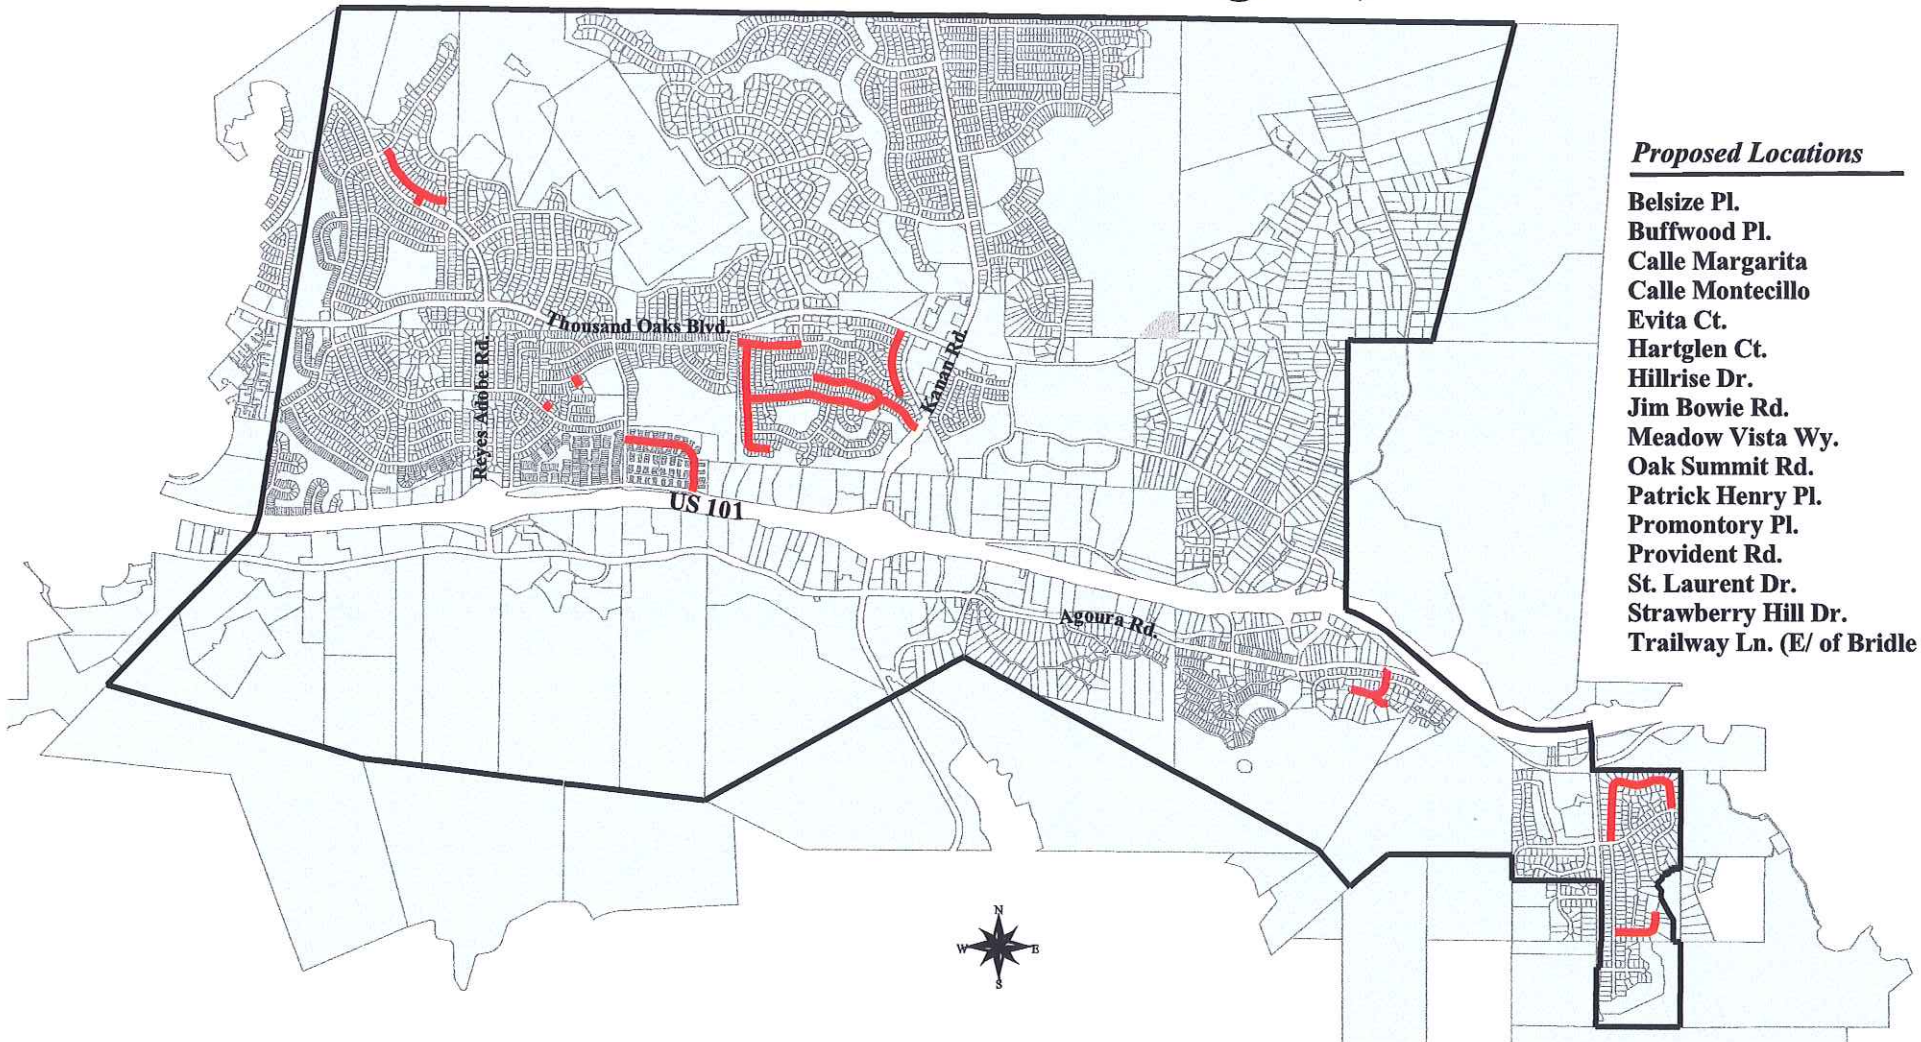 Proposed Locations
Belsize Pl.
Buffwood Pl.
Calle Margarita
Calle Montecillo
Evita Ct.
Hartglen Ct.
Hillrise Dr.
Jim Bowie Rd.
Meadow Vista Wy.
Oak Summit Rd.
Patrick Henry Pl.
Promontory Pl.
Provident Rd.
St. Laurent Dr.
Strawberry Hill Dr.
Trailway Ln. (E/ of Bridle
Thousand Oaks Blvd.
Reyes Adobe Rd.
Kanan Rd.
US 101
Agoura Rd.
N
W
E
S